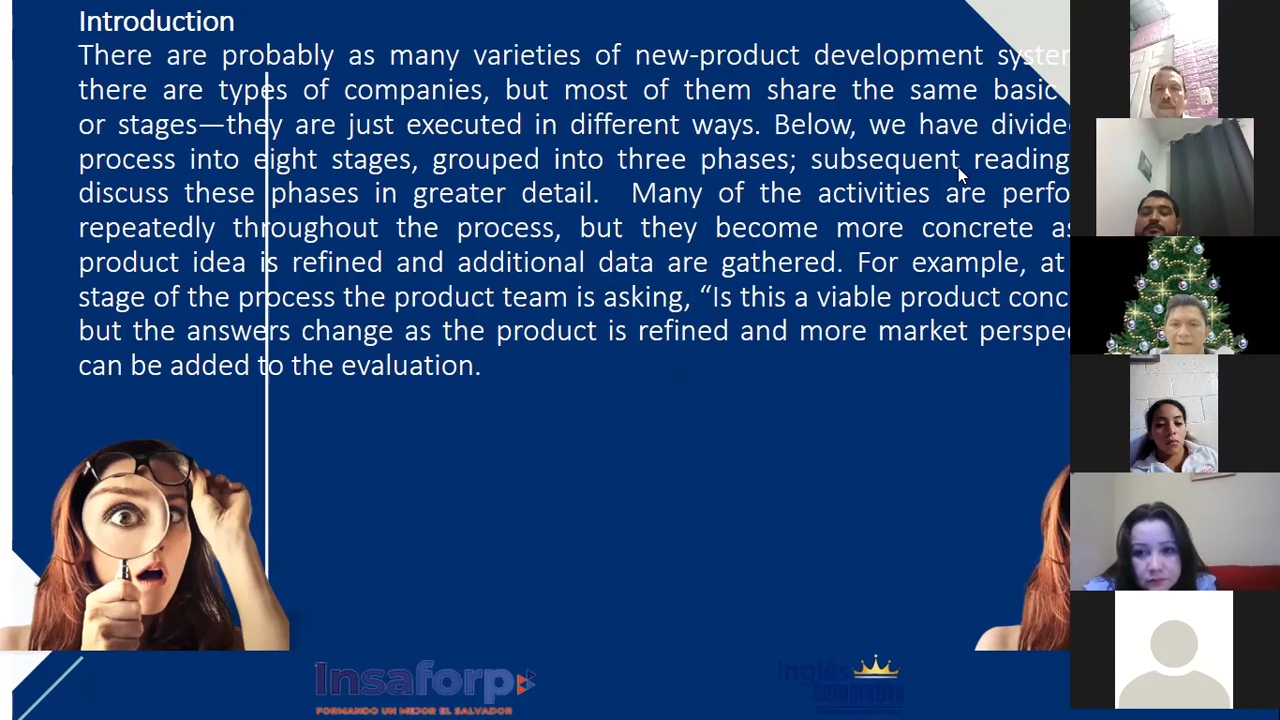 Introduction
There are probably as many varieties of new-product development
there are types of companies, but most of them share the same basic
or stages—they are just executed in different ways. Below, we have
process into eight stages, grouped into three phases; subsequent reading
discuss these phases in greater detail. Many of the activities are
repeatedly throughout the process, but they become more concrete
product idea is refined and additional data are gathered. For example, at
stage of the process the product team is asking, “Is this a viable product
but the answers change as the product is refined and more market
can be added to the evaluation.
Insaforp
FORMANDO UN MEJOR EL SALVADOR
Inglés